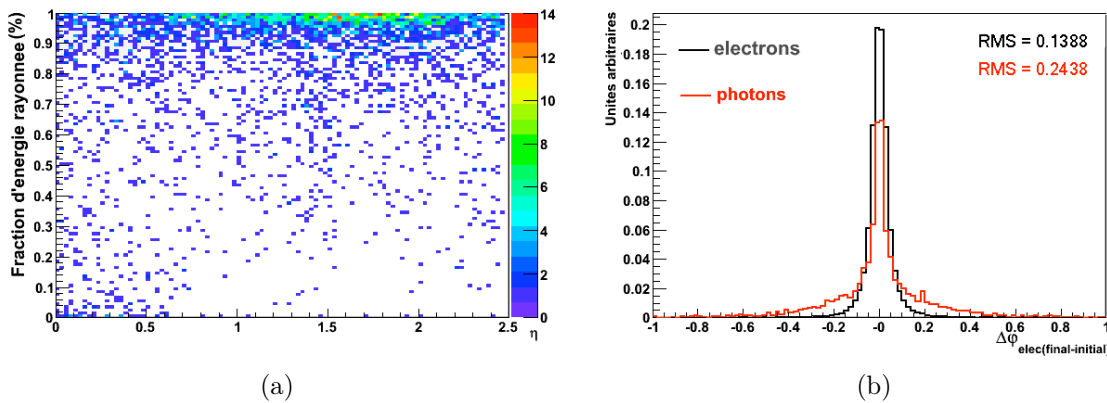 Fraction d'energie rayonnee (%)
1
0.9
0.8
0.7
0.6
0.5
0.4
0.3
0.2
0.1
0
0 0.5 1 1.5 2 2.5
η
14
12
10
8
6
4
2
0
(a)
Unites arbitraires
0.2
0.18
0.16
0.14
0.12
0.1
0.08
0.06
0.04
0.02
0
electrons
photons
RMS = 0.1388
RMS = 0.2438
-1 -0.8 -0.6 -0.4 -0.2 -0 0.2 0.4 0.6 0.8 1
Δφelec(final-initial)
(b)